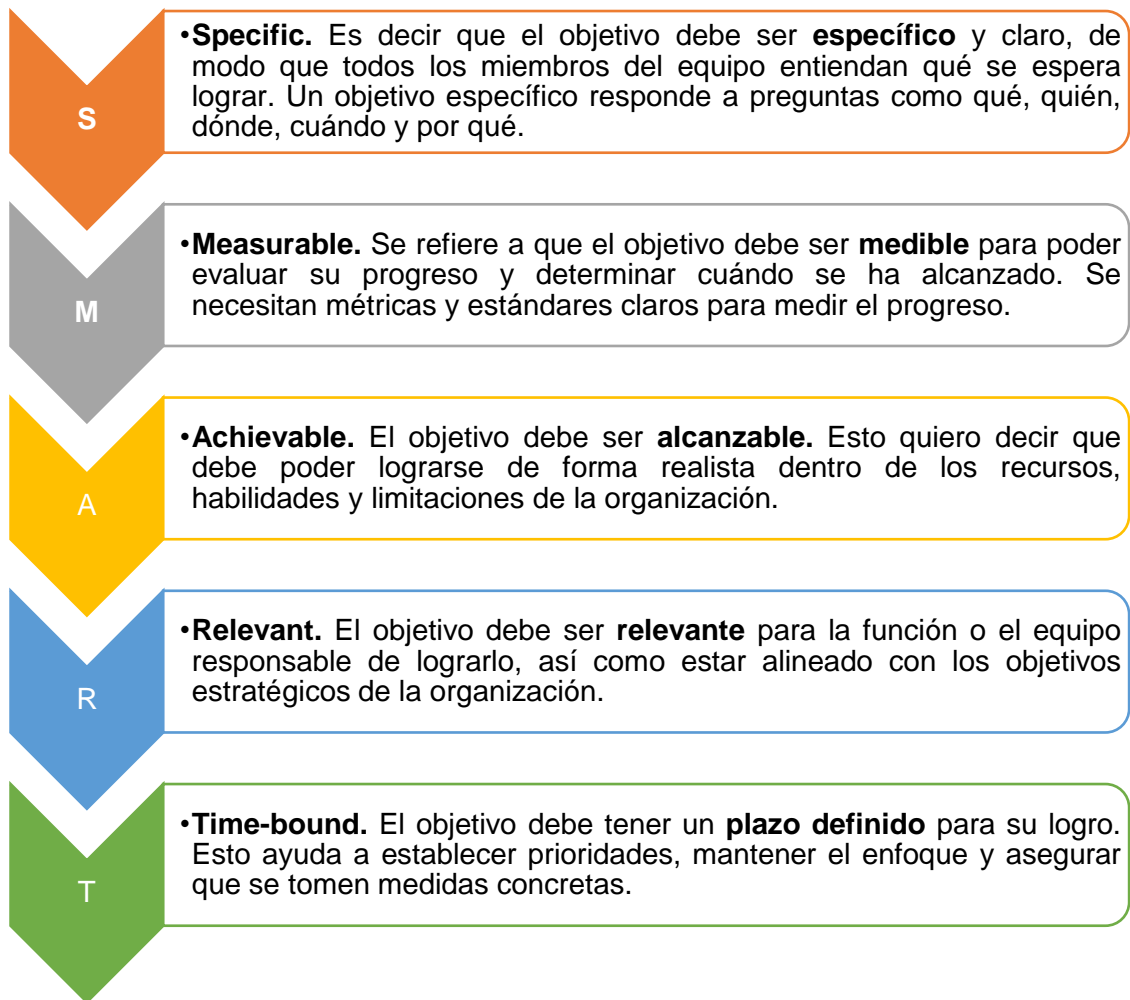 S
•Specific. Es decir que el objetivo debe ser específico y claro, de
modo que todos los miembros del equipo entiendan qué se espera
lograr. Un objetivo específico responde a preguntas como qué, quién,
dónde, cuándo y por qué.
M
•Measurable. Se refiere a que el objetivo debe ser medible para poder
evaluar su progreso y determinar cuándo se ha alcanzado. Se
necesitan métricas y estándares claros para medir el progreso.
A
•Achievable. El objetivo debe ser alcanzable. Esto quiero decir que
debe poder lograrse de forma realista dentro de los recursos,
habilidades y limitaciones de la organización.
R
•Relevant. El objetivo debe ser relevante para la función o el equipo
responsable de lograrlo, así como estar alineado con los objetivos
estratégicos de la organización.
T
•Time-bound. El objetivo debe tener un plazo definido para su logro.
Esto ayuda a establecer prioridades, mantener el enfoque y asegurar
que se tomen medidas concretas.